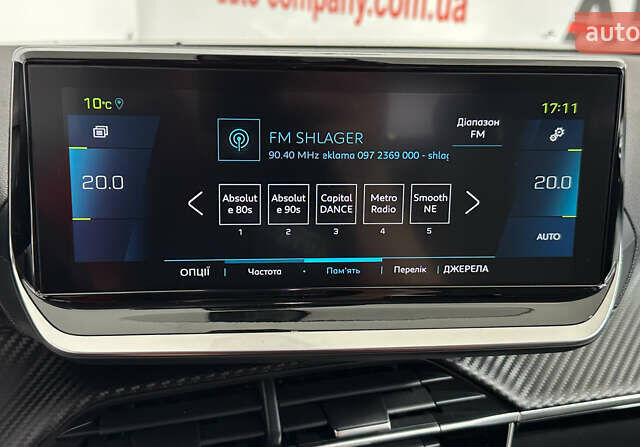 auto company.com.ua
auto
10°C
17:11
FM SHLAGER
90.40 MHz eklama 097 2369 000 - shlag
Діапазон
FM
20.0
20.0
Absolut
e 80s
Absolut
e 90s
Capital
DANCE
Metro
Radio
Smooth
NE
1
2
3
4
5
AUTO
ОПЦІЇ
Частота
Пам'ять
Перелік
ДЖЕРЕЛА